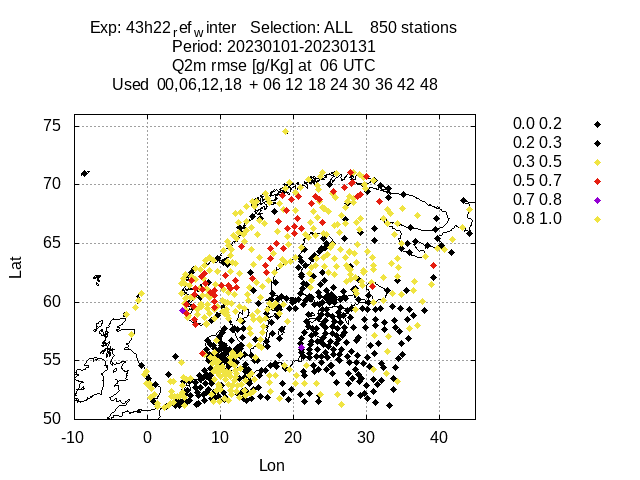 Exp: 43h22refwinter Selection: ALL 850 stations
Period: 20230101-20230131
Q2m rmse [g/Kg] at 06 UTC
Used 00,06,12,18 + 06 12 18 24 30 36 42 48
75
70
65
60
55
50
Lat
-10 0 10 20 30 40
Lon
0.0 0.2
0.2 0.3
0.3 0.5
0.5 0.7
0.7 0.8
0.8 1.0